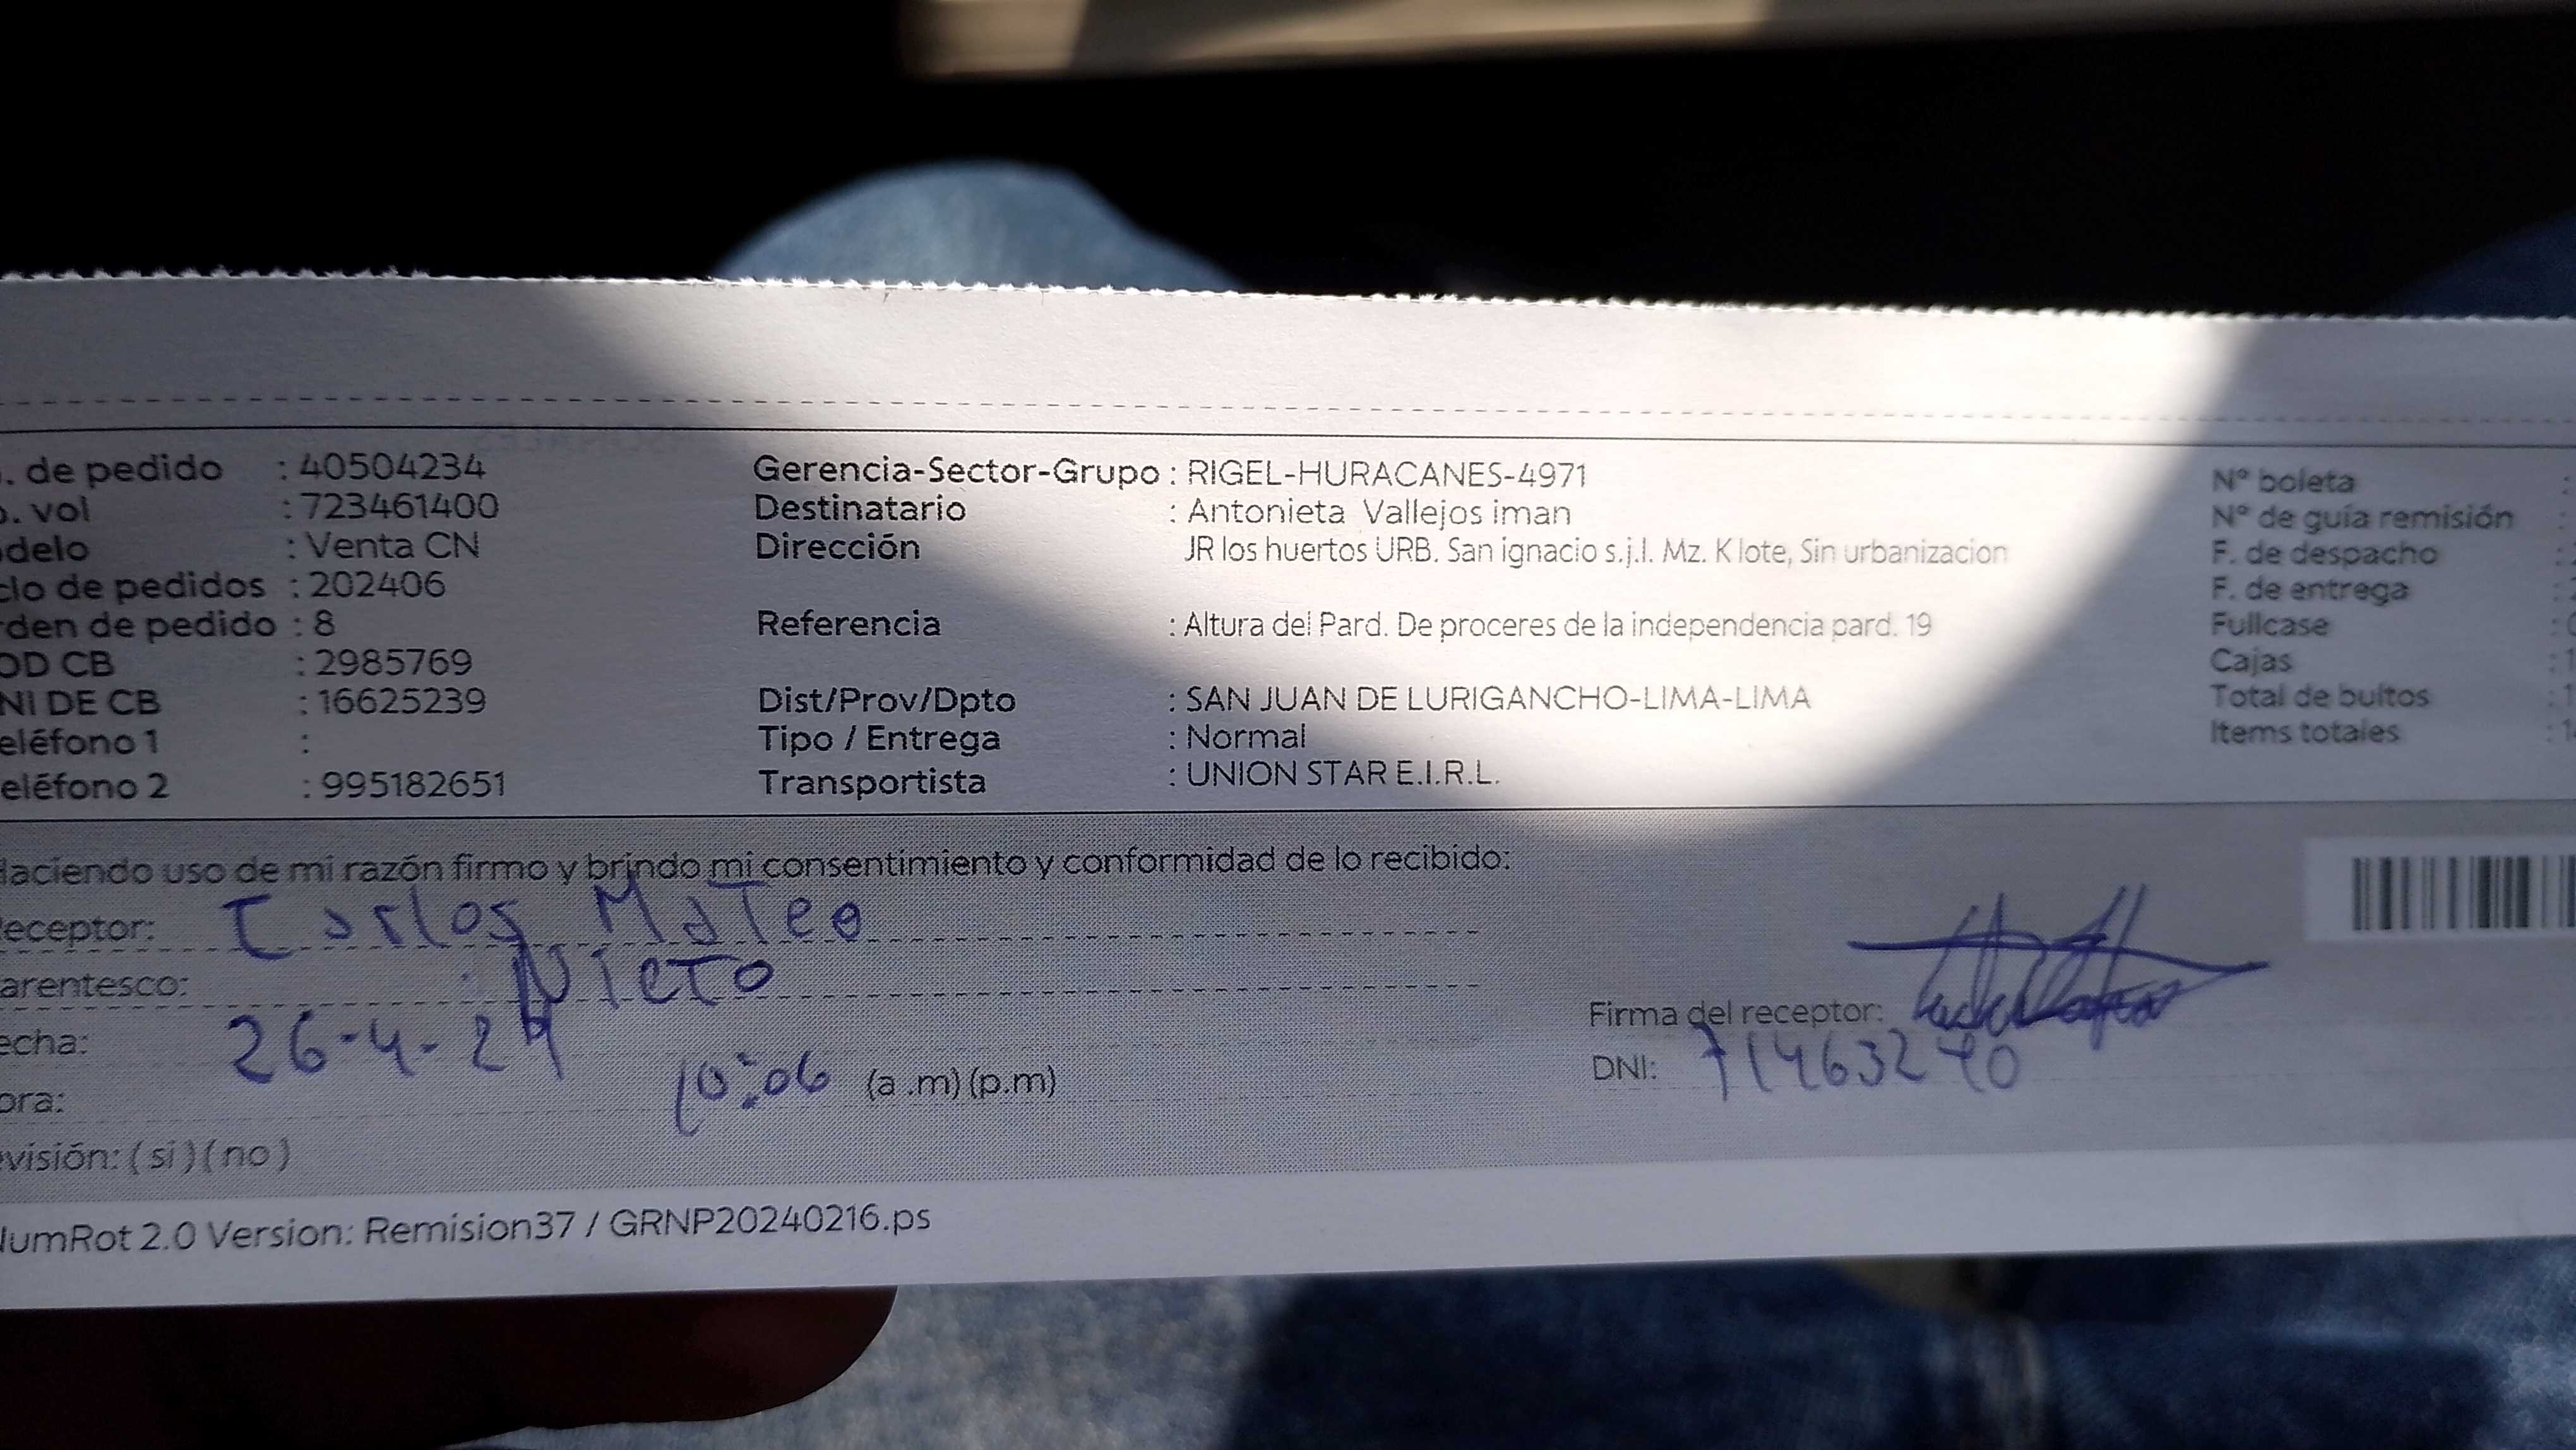 . de pedido : 40504234
o. vol : 723461400
delo : Venta CN
clo de pedidos : 202406
rden de pedido : 8
OD CB : 2985769
NI DE CB : 16625239
eléfono 1 :
eléfono 2 : 995182651
Gerencia-Sector-Grupo : RIGEL-HURACANES-4971
Destinatario : Antonieta Vallejos iman
Dirección JR los huertos URB. San ignacio s.j.l. Mz. K lote, Sin urbanizacion
Referencia : Altura del Pard. De proceres de la independencia pard. 19
Dist/Prov/Dpto : SAN JUAN DE LURIGANCHO-LIMA-LIMA
Tipo / Entrega : Normal
Transportista : UNION STAR E.I.R.L.
Nº boleta :
Nº de guía remisión :
F. de despacho :
F. de entrega :
Fullcase :
Cajas : 1
Total de bultos : 1
Items totales :
Haciendo uso de mi razón firmo y brindo mi consentimiento y conformidad de lo recibido:
Receptor: Carlos Mateo
arentesco: Nieto
echa: 26-4-24
ora: 10:06 (a .m) (p.m)
evisión: ( si ) ( no )
Firma del receptor:
DNI:
NumRot 2.0 Version: Remision37 / GRNP20240216.ps